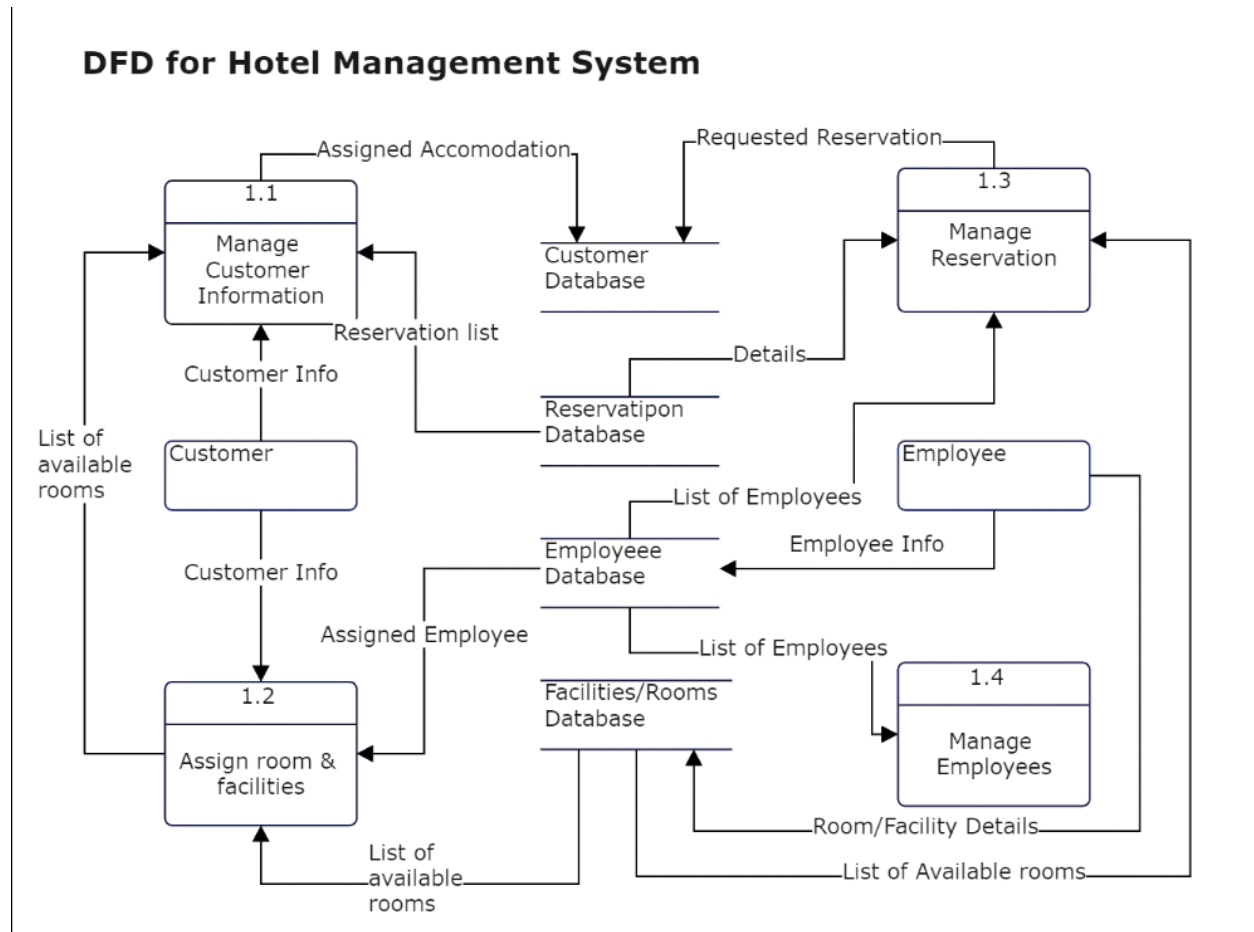 DFD for Hotel Management System
Assigned Accomodation
Requested Reservation
1.1
Manage
Customer
Information
1.3
Manage
Reservation
Customer
Database
Reservation list
Details
Customer Info
Reservatipon
Database
List of
available
rooms
Customer
Employee
List of Employees
Employee Info
Employeee
Database
Customer Info
Assigned Employee
List of Employees
1.2
Assign room &
facilities
Facilities/Rooms
Database
1.4
Manage
Employees
Room/Facility Details
List of
available
rooms
List of Available rooms